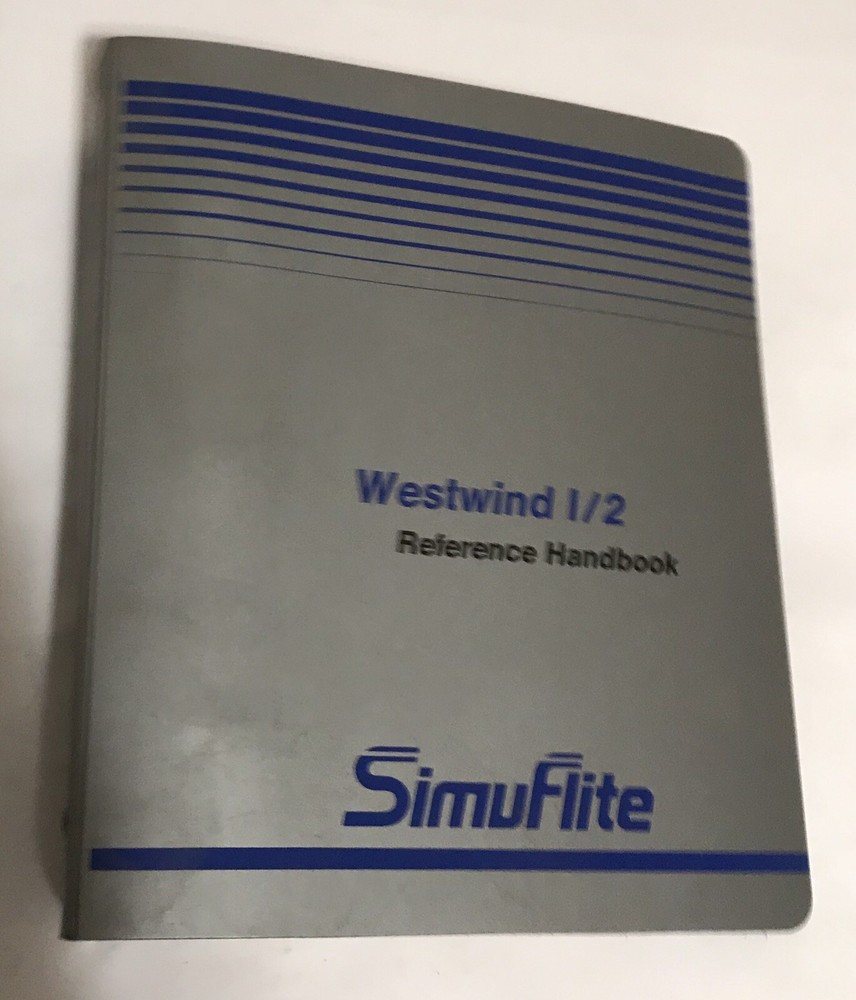 Westwind I/2
Reference Handbook
SimuFlite